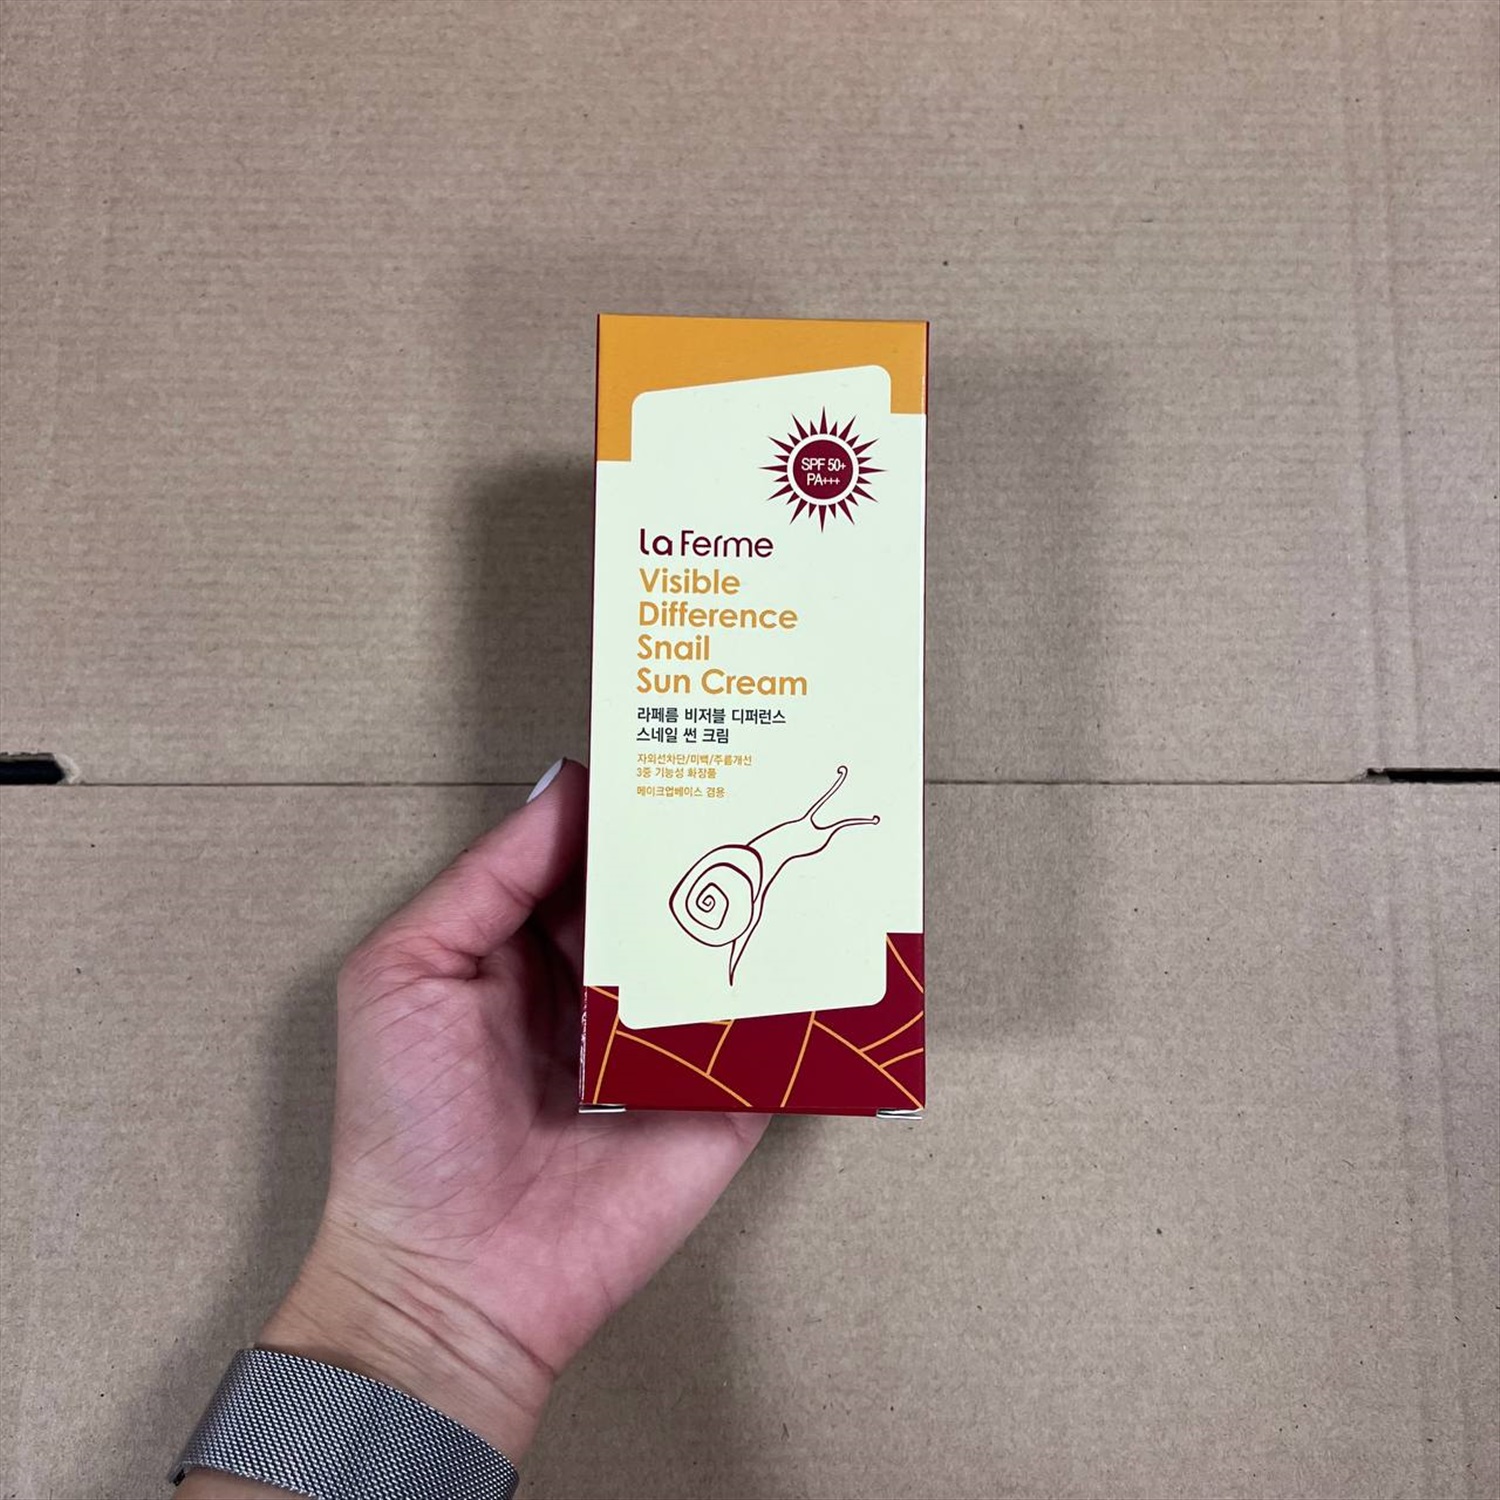 SPF 50+
PA+++
La Ferme
Visible
Difference
Snail
Sun Cream
라페름 비저블 디퍼런스
스네일 썬 크림
자외선차단/미백/주름개선
3중 기능성 화장품
메이크업베이스 겸용